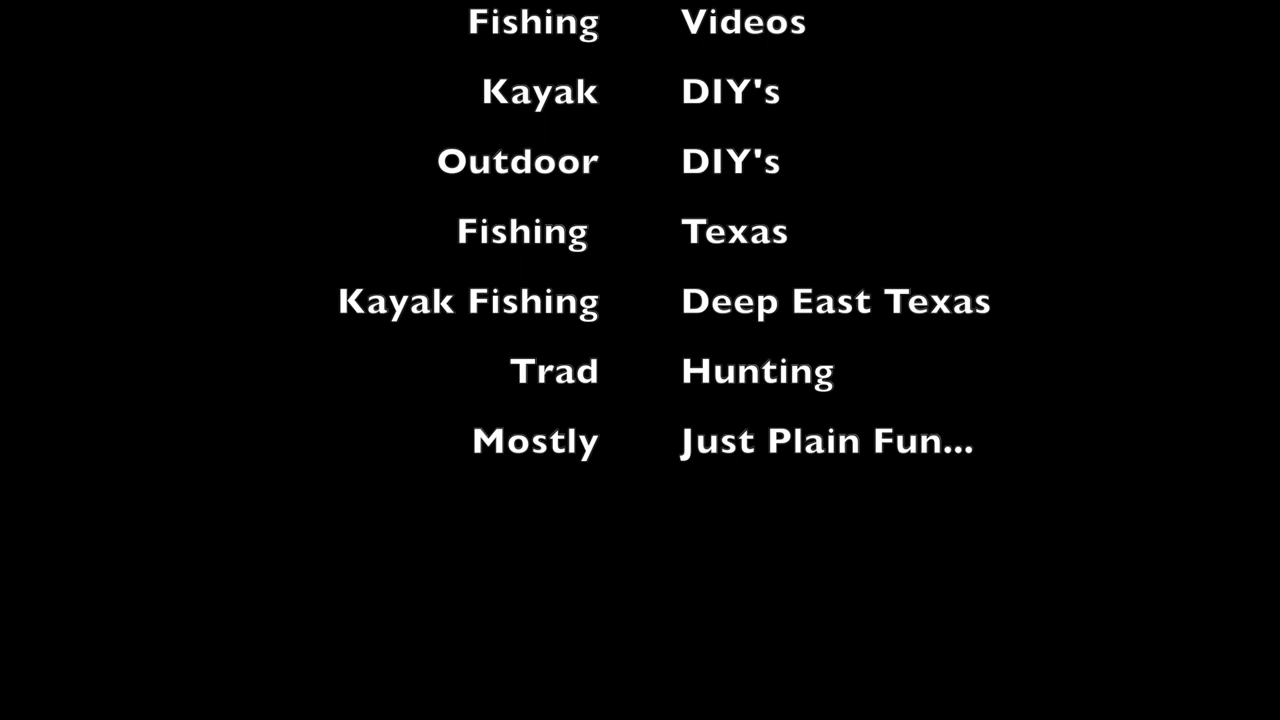 Fishing Videos
Kayak DIY's
Outdoor DIY's
Fishing Texas
Kayak Fishing Deep East Texas
Trad Hunting
Mostly Just Plain Fun...